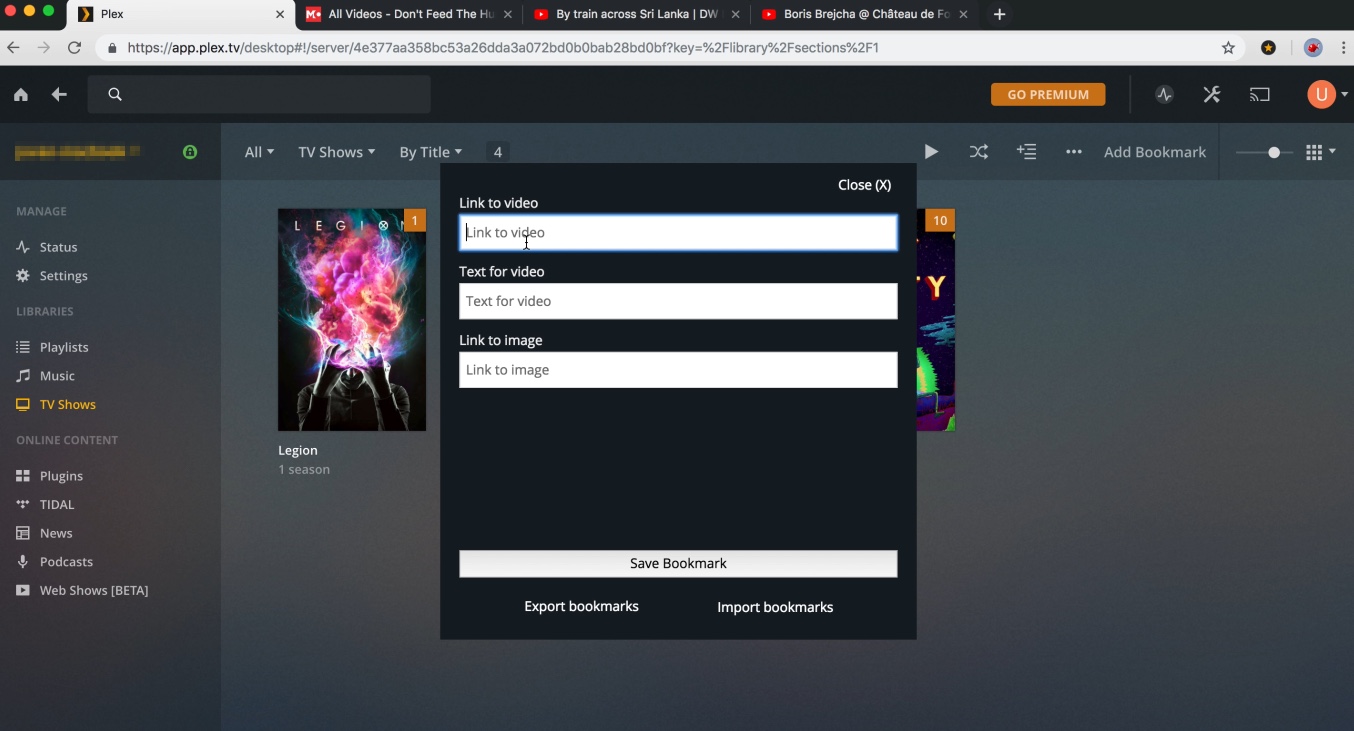 Plex
All Videos - Don't Feed The Hu
By train across Sri Lanka | DW
Boris Brejcha @ Château de Fo
https://app.plex.tv/desktop#!/server/4e377aa358bc53a26dda3a072bd0b0bab28bd0bf?key=%2Flibrary%2Fsections%2F1
GO PREMIUM
U
All
TV Shows
By Title
4
Add Bookmark
MANAGE
Status
Settings
LIBRARIES
Playlists
Music
TV Shows
ONLINE CONTENT
Plugins
TIDAL
News
Podcasts
Web Shows [BETA]
LEGION
1
Legion
1 season
10
TY
Close (X)
Link to video
Link to video
Text for video
Text for video
Link to image
Link to image
Save Bookmark
Export bookmarks
Import bookmarks